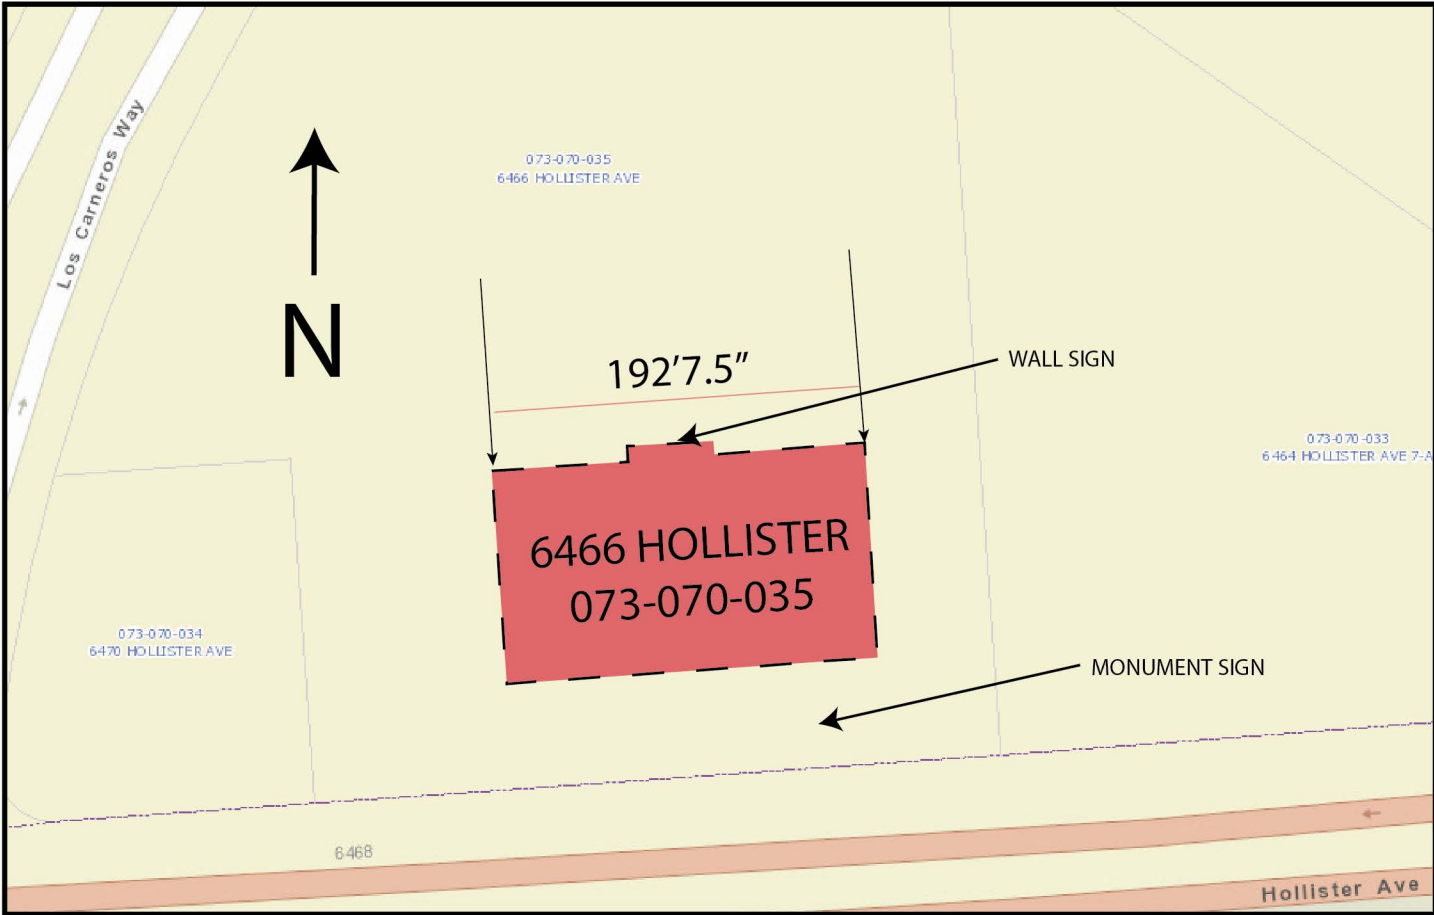 Los Carneros Way
073-070-035
6466 HOLLISTER AVE
N
192'7.5"
WALL SIGN
073-070-033
6464 HOLLISTER AVE 7-A
6466 HOLLISTER
073-070-035
073-070-034
6470 HOLLISTER AVE
MONUMENT SIGN
6468
Hollister Ave